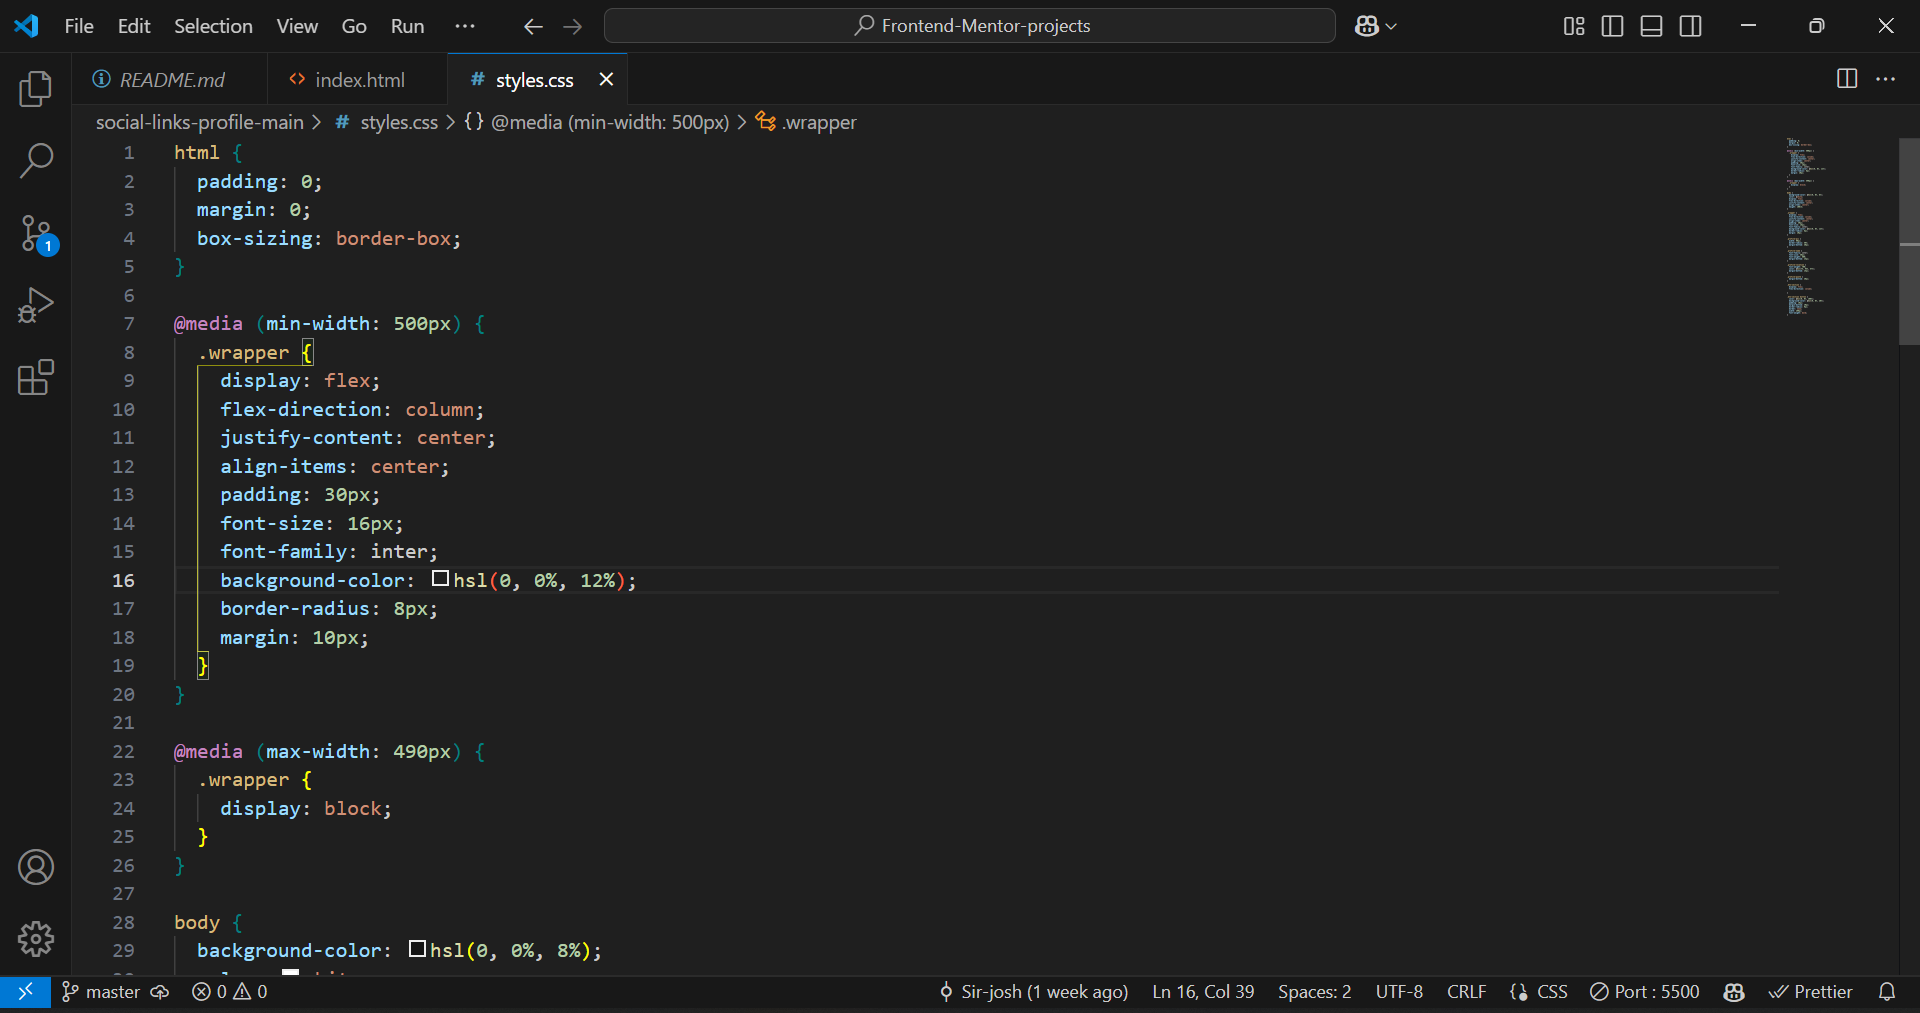 File Edit Selection View Go Run ··· Frontend-Mentor-projects
README.md index.html # styles.css
social-links-profile-main > # styles.css > {} @media (min-width: 500px) > .wrapper
1 html {
2 padding: 0;
3 margin: 0;
4 box-sizing: border-box;
5 }
6
7 @media (min-width: 500px) {
8 .wrapper {
9 display: flex;
10 flex-direction: column;
11 justify-content: center;
12 align-items: center;
13 padding: 30px;
14 font-size: 16px;
15 font-family: inter;
16 background-color: hsl(0, 0%, 12%);
17 border-radius: 8px;
18 margin: 10px;
19 }
20 }
21
22 @media (max-width: 490px) {
23 .wrapper {
24 display: block;
25 }
26 }
27
28 body {
29 background-color: hsl(0, 0%, 8%);
1
master 0 0 Sir-josh (1 week ago) Ln 16, Col 39 Spaces: 2 UTF-8 CRLF {} CSS Port : 5500 Prettier